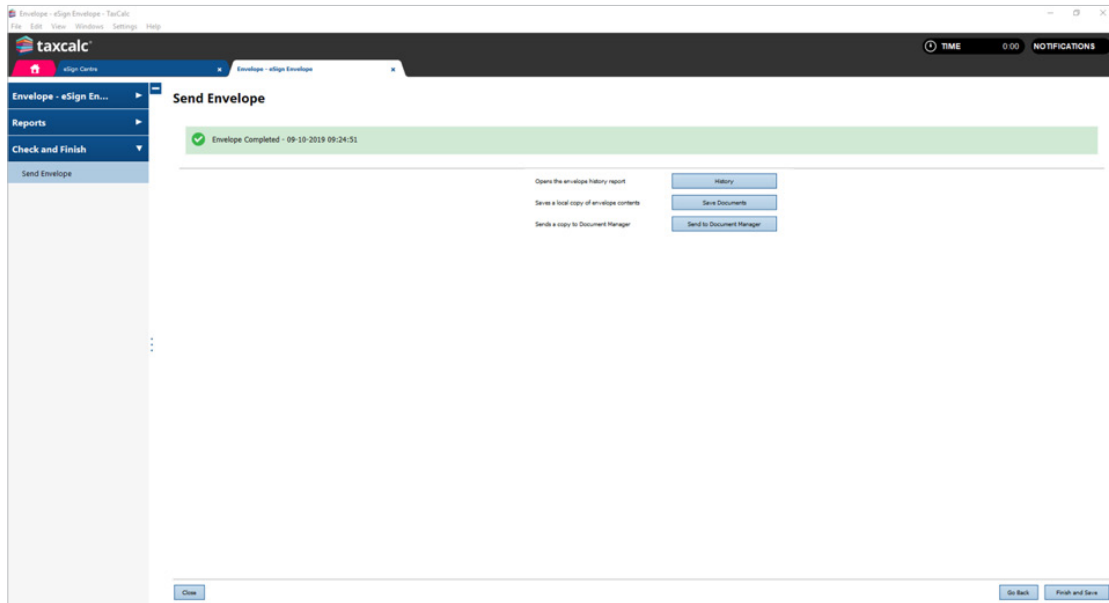 Envelope - eSign Envelope - TaxCalc
File Edit View Windows Settings Help
taxcalc
TIME 0:00 NOTIFICATIONS
eSign Centre
Envelope - eSign Envelope
Envelope - eSign En...
Reports
Check and Finish
Send Envelope
Send Envelope
Envelope Completed - 09-10-2019 09:24:51
Opens the envelope history report History
Saves a local copy of envelope contents Save Documents
Sends a copy to Document Manager Send to Document Manager
Close Go Back Finish and Save